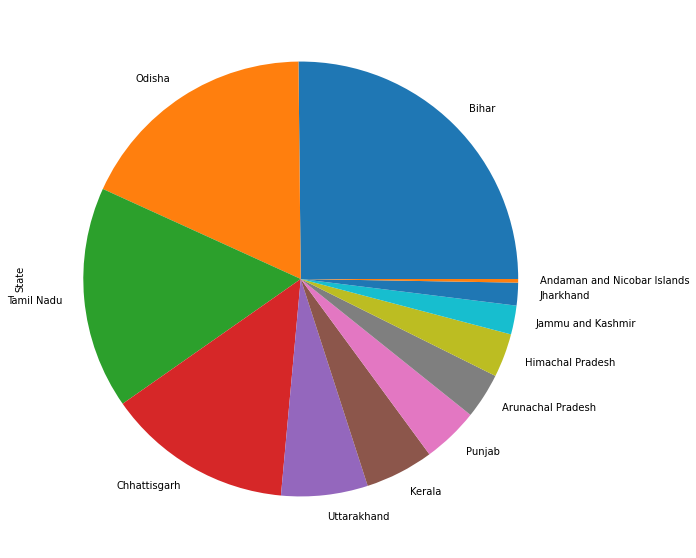 Bihar
Odisha
State
Tamil Nadu
Chhattisgarh
Uttarakhand
Kerala
Punjab
Arunachal Pradesh
Himachal Pradesh
Jammu and Kashmir
Jharkhand
Andaman and Nicobar Islands